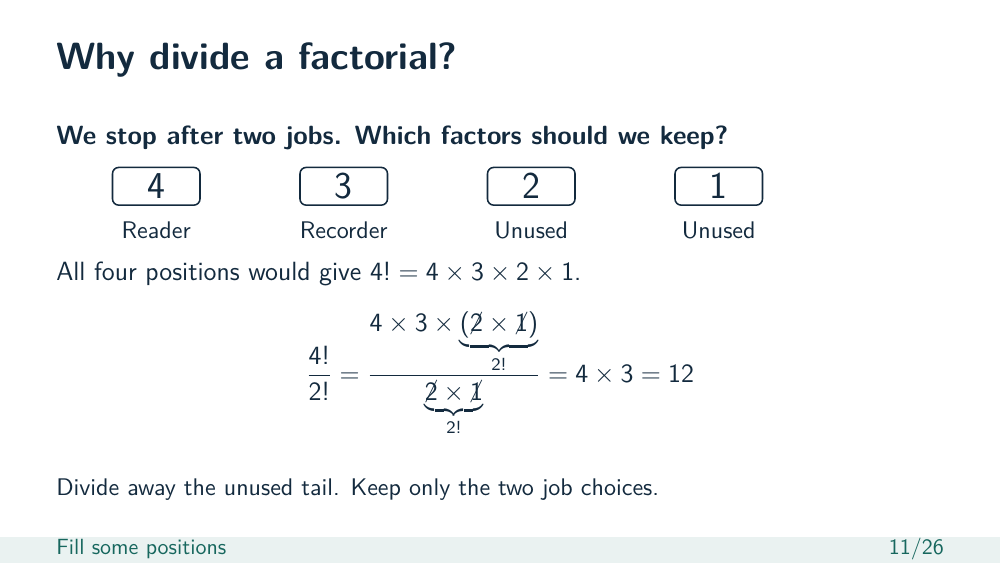 Why divide a factorial?
We stop after two jobs. Which factors should we keep?
4 3 2 1
Reader Recorder Unused Unused
All four positions would give 4! = 4 × 3 × 2 × 1.
4!/2! = 4 × 3 × (2 × 1) / 2 × 1 = 4 × 3 = 12
2!
2!
Divide away the unused tail. Keep only the two job choices.
Fill some positions 11/26